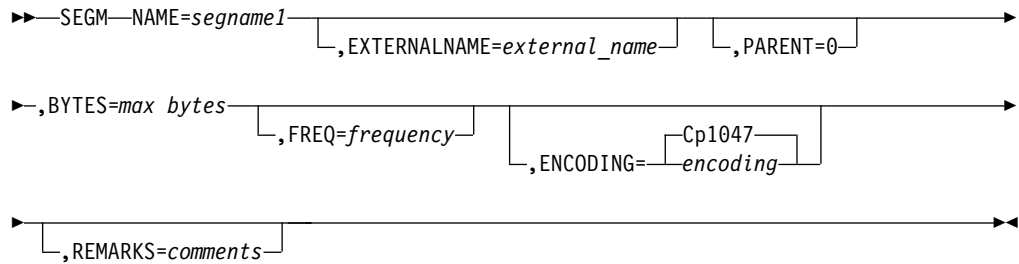 SEGM NAME=segname1 ,EXTERNALNAME=external_name ,PARENT=0
,BYTES=max bytes ,FREQ=frequency ,ENCODING= Cp1047 encoding
,REMARKS=comments